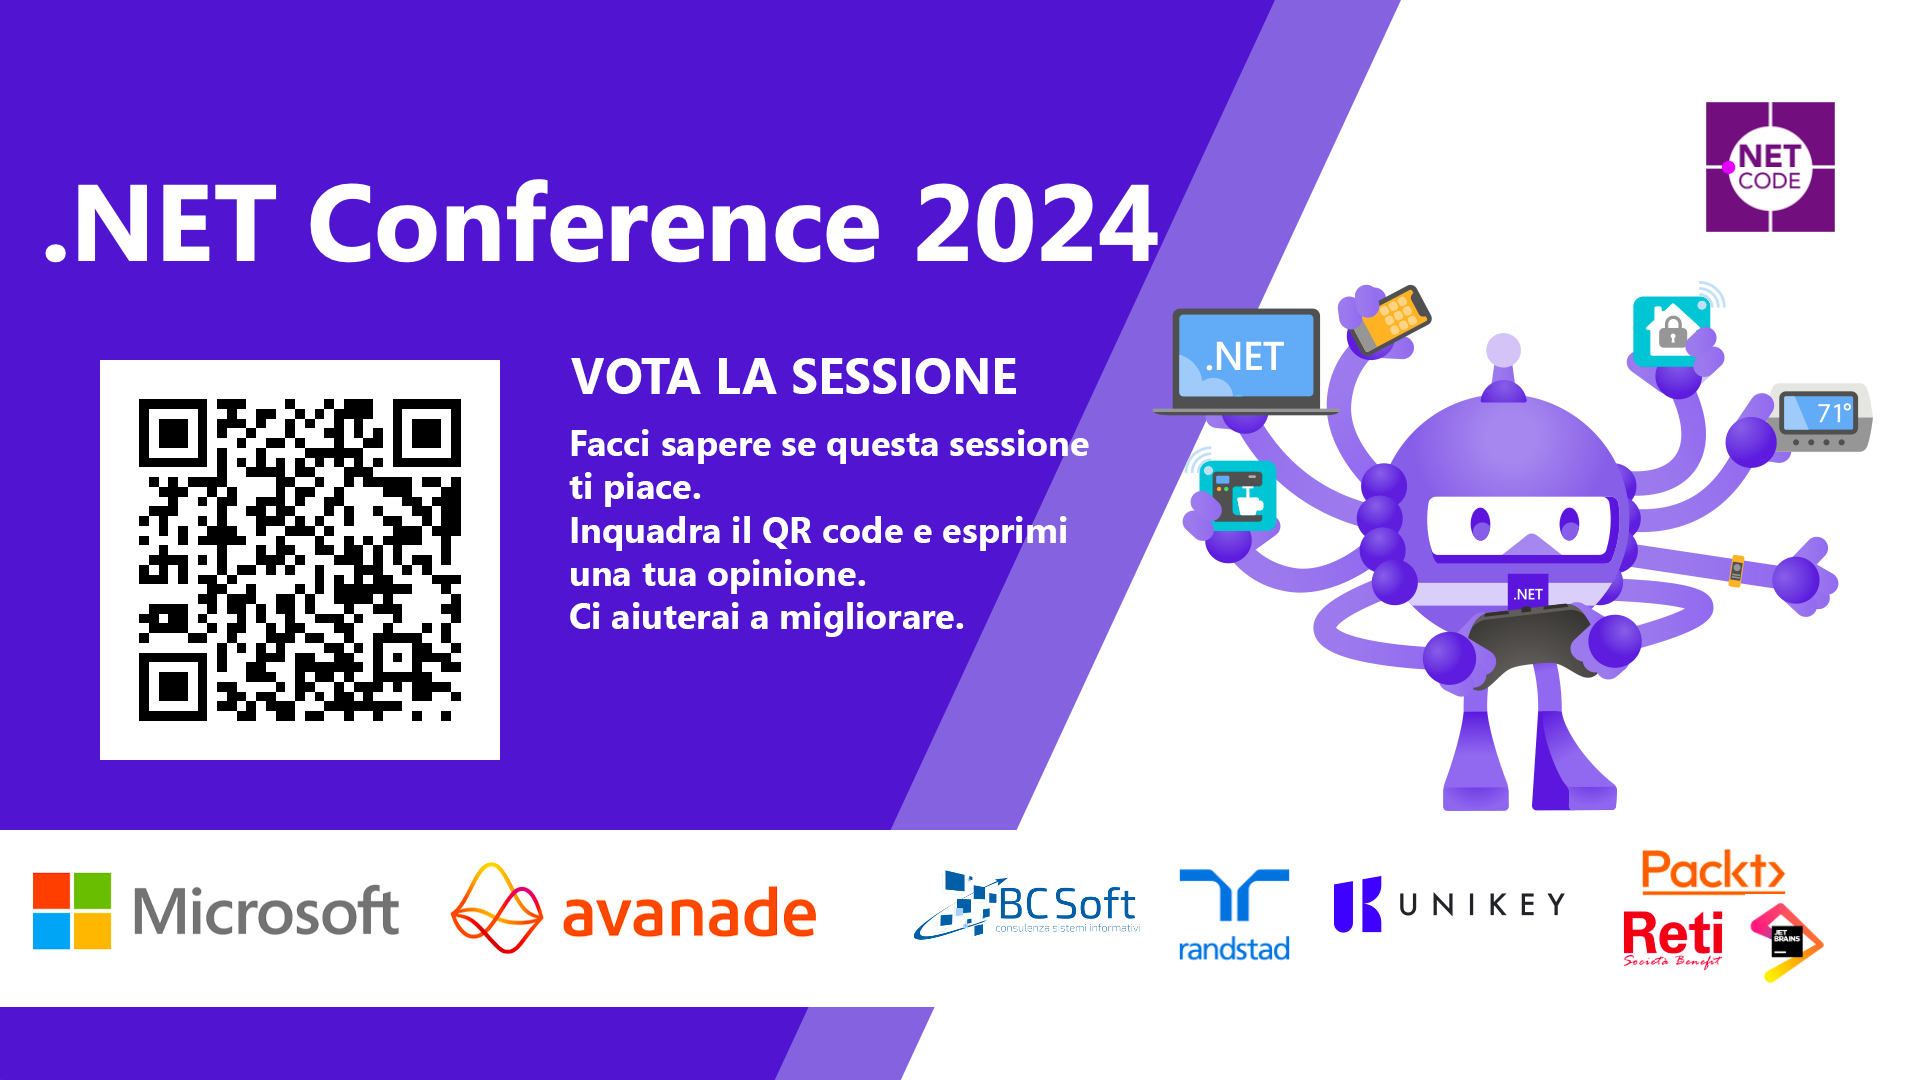 .NET Conference 2024
NET
CODE
VOTA LA SESSIONE
Facci sapere se questa sessione
ti piace.
Inquadra il QR code e esprimi
una tua opinione.
Ci aiuterai a migliorare.
.NET
71°
.NET
Microsoft
avanade
BC Soft
consulenza sistemi informativi
randstad
UNIKEY
Packt>
Reti
Società Benefit
JET
BRAINS